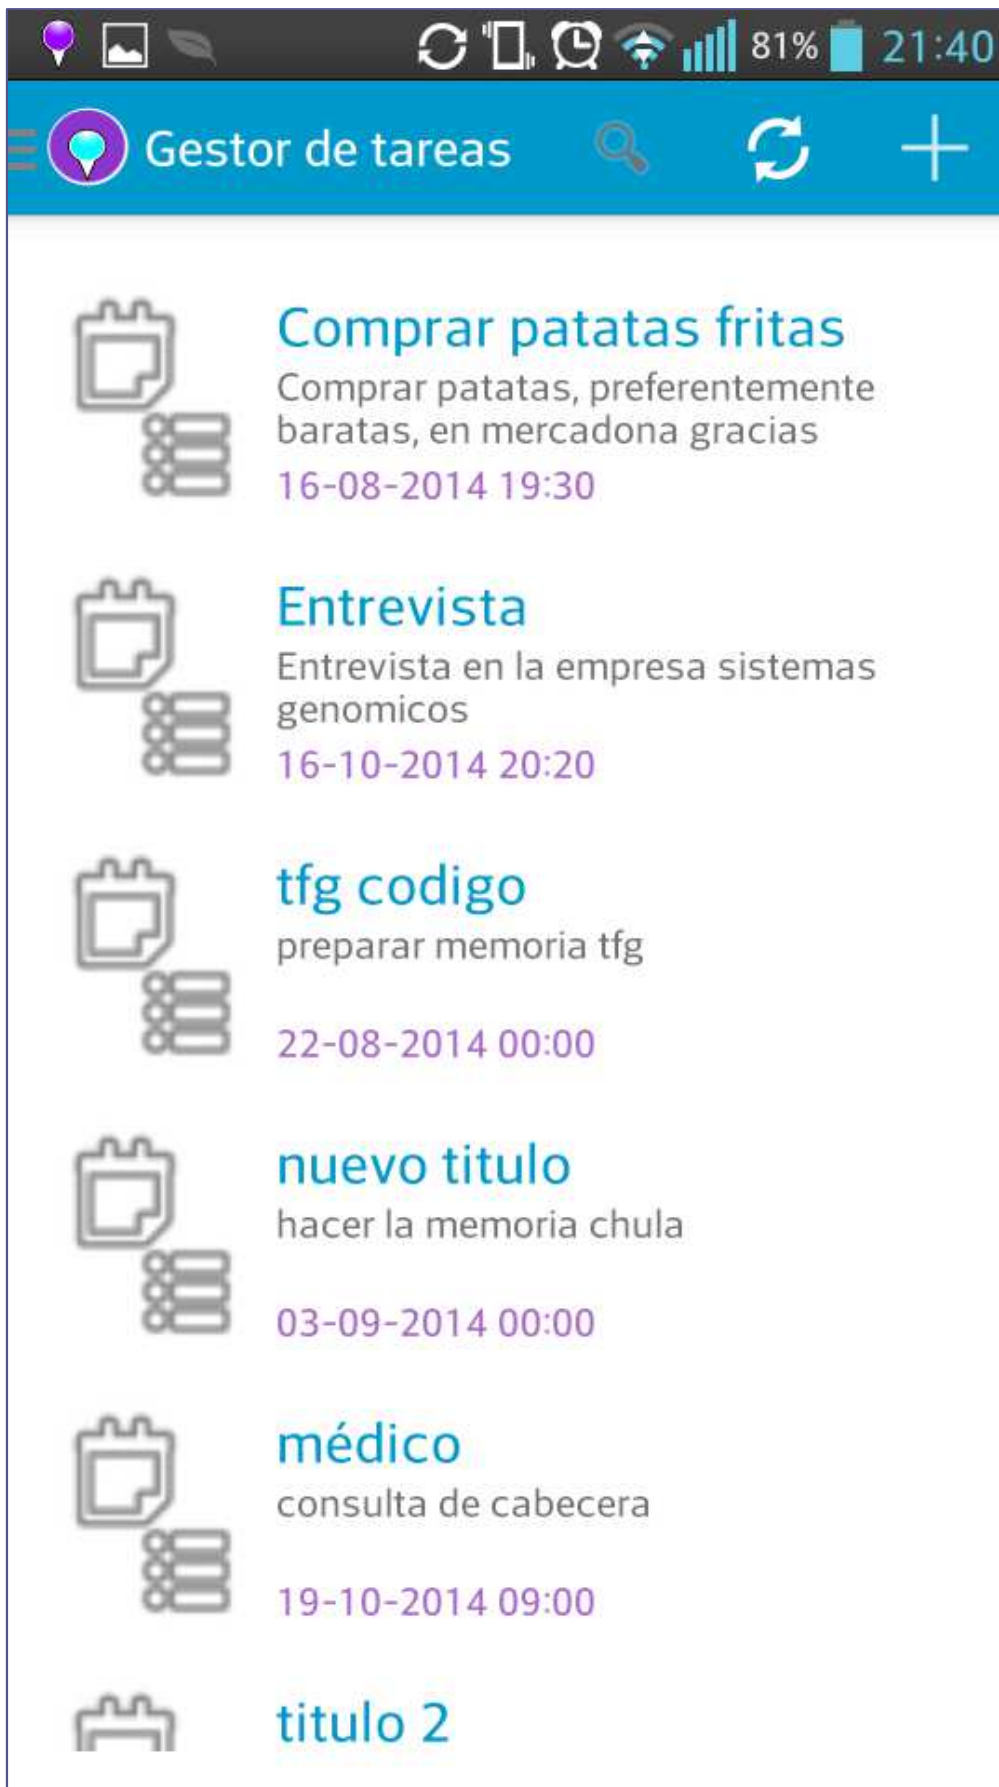 81% 21:40
Gestor de tareas
Comprar patatas fritas
Comprar patatas, preferentemente
baratas, en mercadona gracias
16-08-2014 19:30
Entrevista
Entrevista en la empresa sistemas
genomicos
16-10-2014 20:20
tfg codigo
preparar memoria tfg
22-08-2014 00:00
nuevo titulo
hacer la memoria chula
03-09-2014 00:00
médico
consulta de cabecera
19-10-2014 09:00
titulo 2